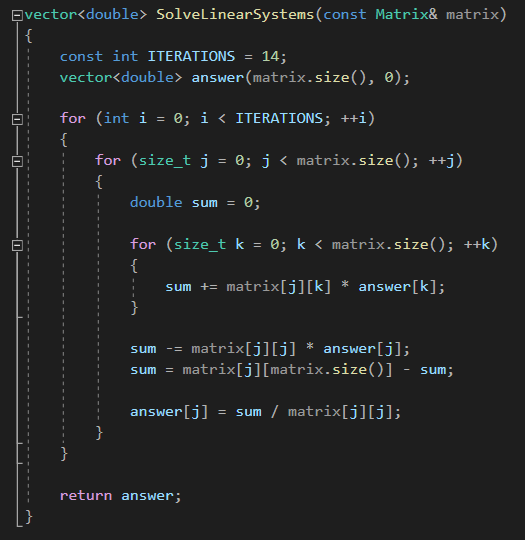 vector<double> SolveLinearSystems(const Matrix& matrix)
{
    const int ITERATIONS = 14;
    vector<double> answer(matrix.size(), 0);

    for (int i = 0; i < ITERATIONS; ++i)
    {
        for (size_t j = 0; j < matrix.size(); ++j)
        {
            double sum = 0;

            for (size_t k = 0; k < matrix.size(); ++k)
            {
                sum += matrix[j][k] * answer[k];
            }

            sum -= matrix[j][j] * answer[j];
            sum = matrix[j][matrix.size()] - sum;

            answer[j] = sum / matrix[j][j];
        }
    }

    return answer;
}